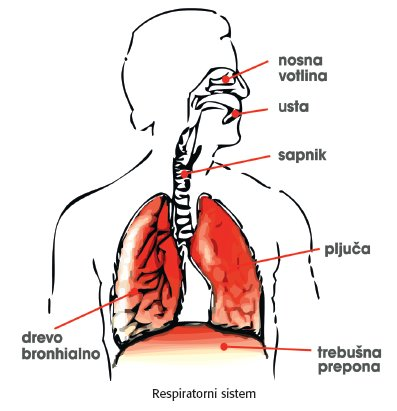 nosna
votlina
usta
sapnik
pljuča
drevo
bronhialno
trebušna
prepona
Respiratorni sistem